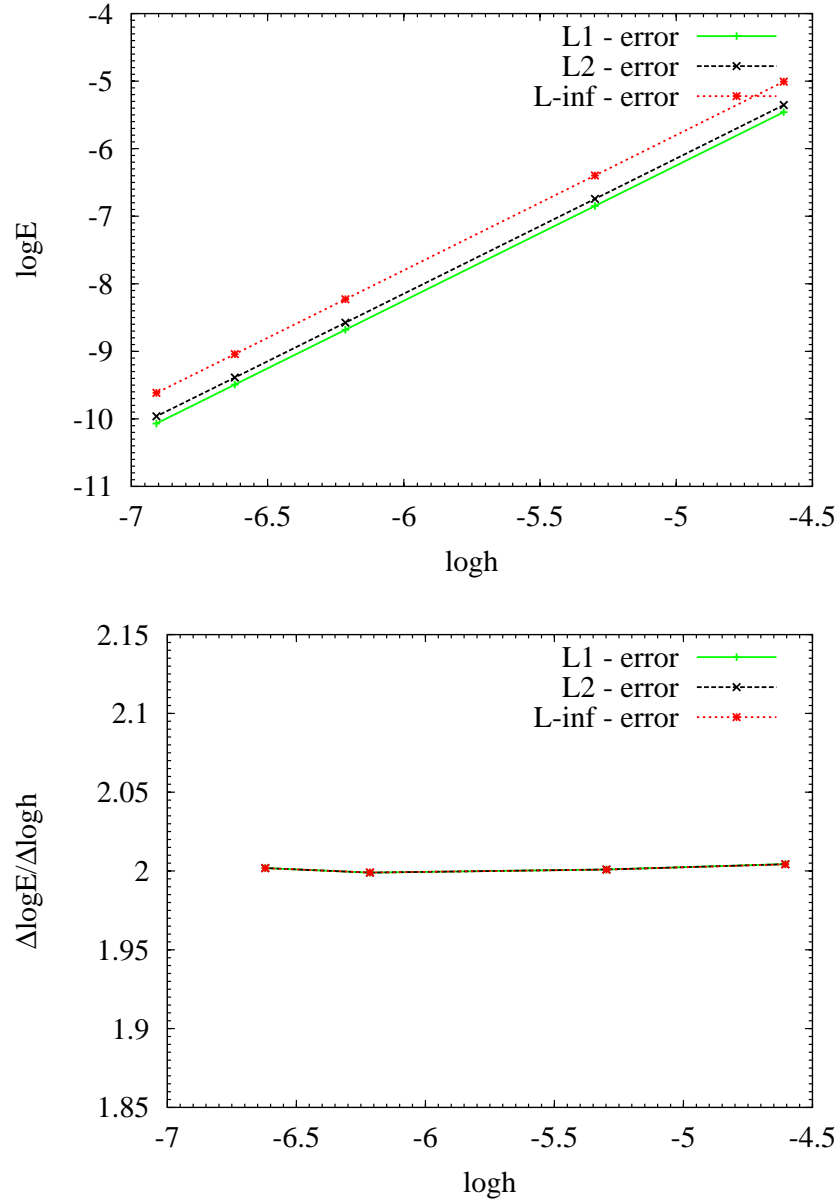 -4
-5
-6
-7
-8
-9
-10
-11
logE
L1 - error
L2 - error
L-inf - error
-7
-6.5
-6
-5.5
-5
-4.5
logh
2.15
2.1
2.05
2
1.95
1.9
1.85
ΔlogE/Δlogh
L1 - error
L2 - error
L-inf - error
-7
-6.5
-6
-5.5
-5
-4.5
logh